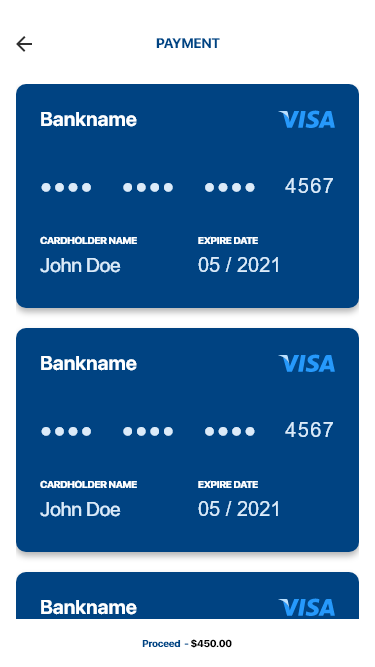 PAYMENT
Bankname VISA
•••• •••• •••• 4567
CARDHOLDER NAME EXPIRE DATE
John Doe 05 / 2021
Bankname VISA
•••• •••• •••• 4567
CARDHOLDER NAME EXPIRE DATE
John Doe 05 / 2021
Bankname VISA
Proceed - $450.00